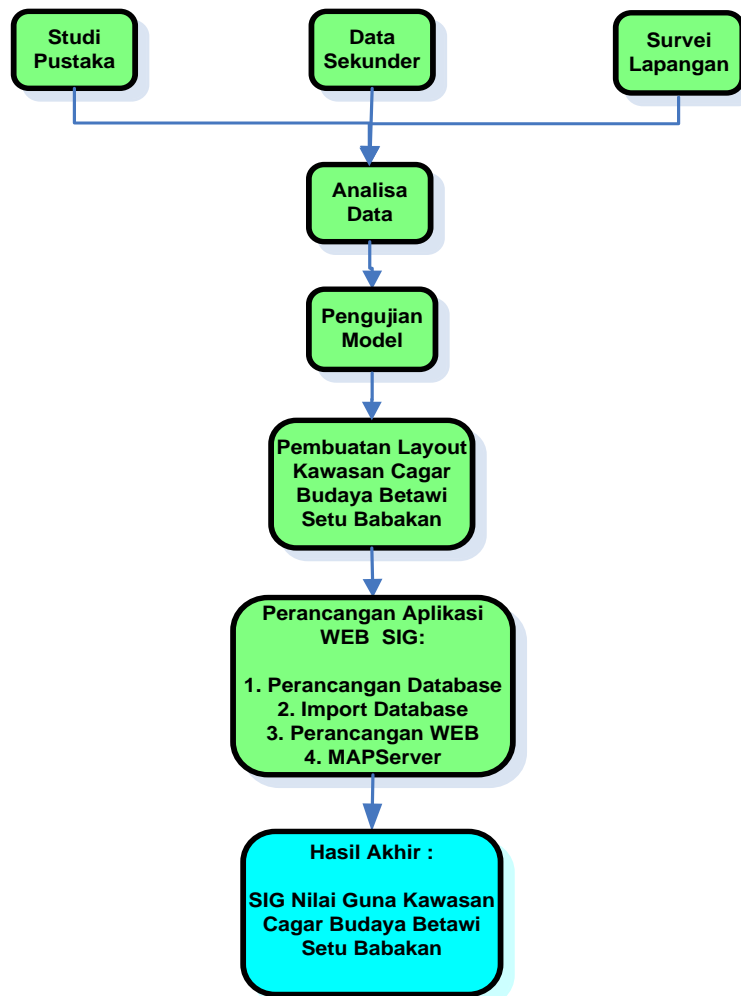 Studi
Pustaka
Data
Sekunder
Survei
Lapangan
Analisa
Data
Pengujian
Model
Pembuatan Layout
Kawasan Cagar
Budaya Betawi
Setu Babakan
Perancangan Aplikasi
WEB SIG:
1. Perancangan Database
2. Import Database
3. Perancangan WEB
4. MAPServer
Hasil Akhir :
SIG Nilai Guna Kawasan
Cagar Budaya Betawi
Setu Babakan